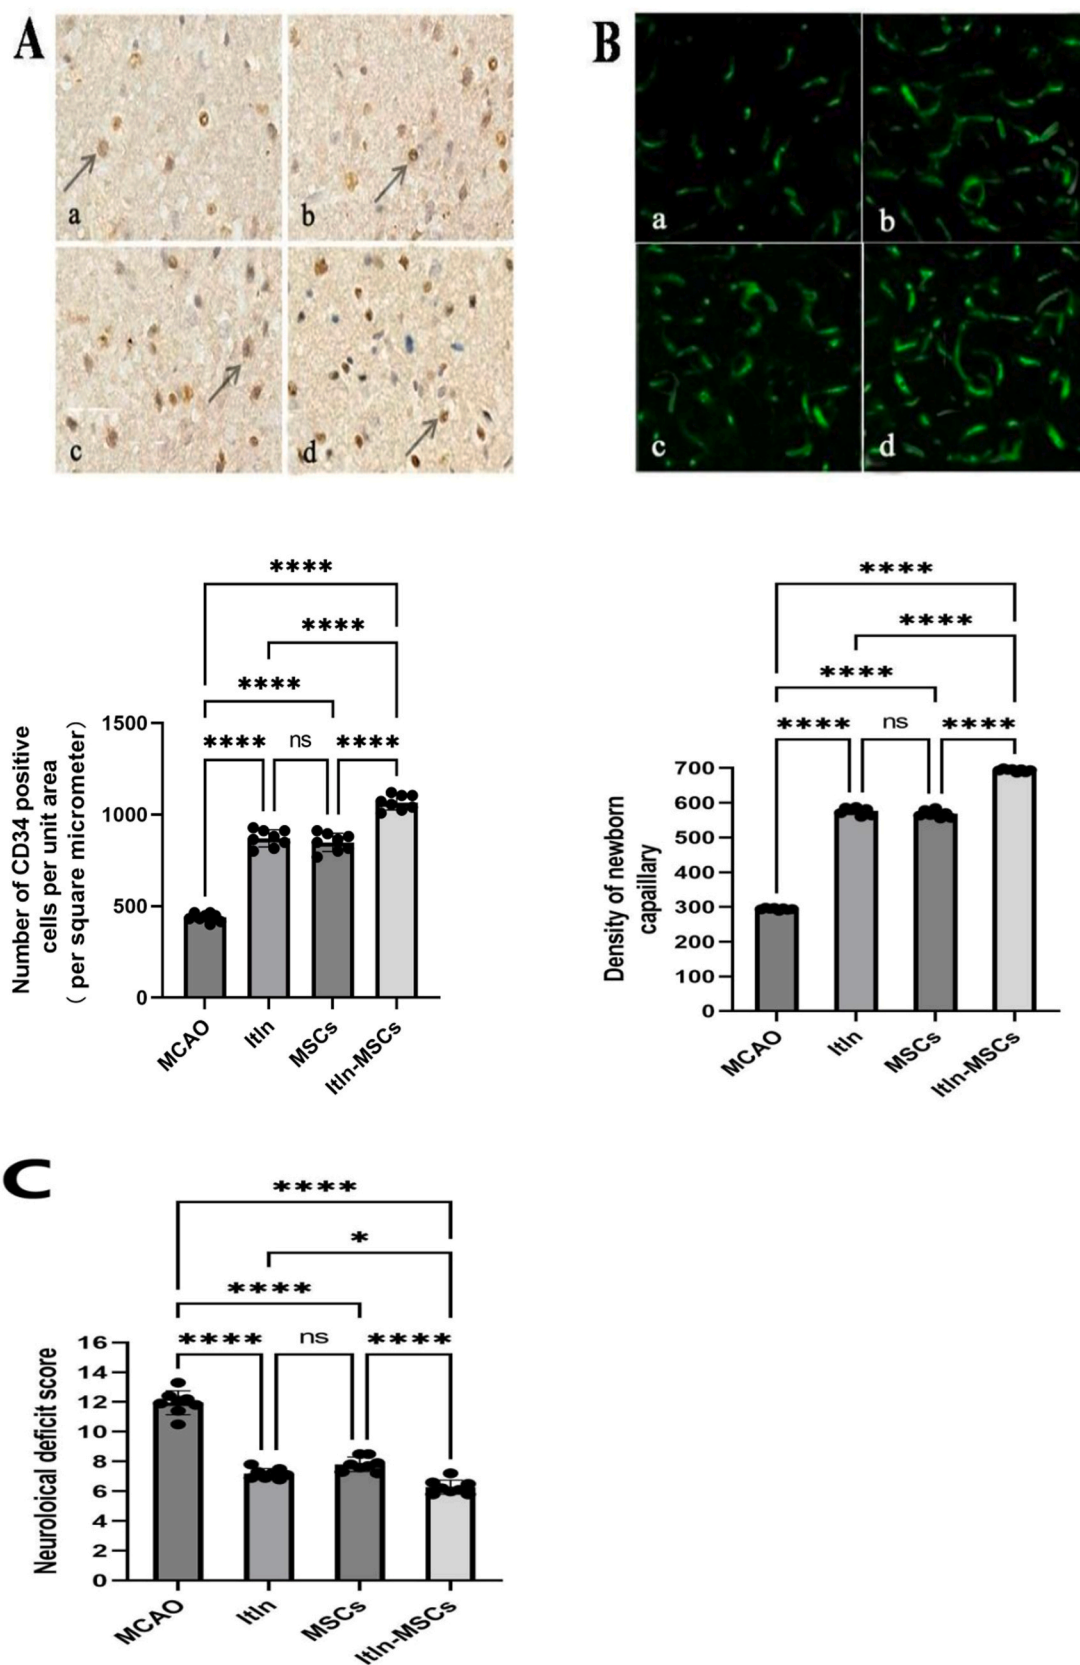 A
a
b
c
d
B
a
b
c
d
****
****
****
**** ns ****
Number of CD34 positive
cells per unit area
( per square micrometer)
1500
1000
500
0
MCAO
Itln
MSCs
Itln-MSCs
****
****
****
**** ns ****
Density of newborn
capaillary
700
600
500
400
300
200
100
0
MCAO
Itln
MSCs
Itln-MSCs
C
****
*
****
**** ns ****
Neuroloical deficit score
16
14
12
10
8
6
4
2
0
MCAO
Itln
MSCs
Itln-MSCs